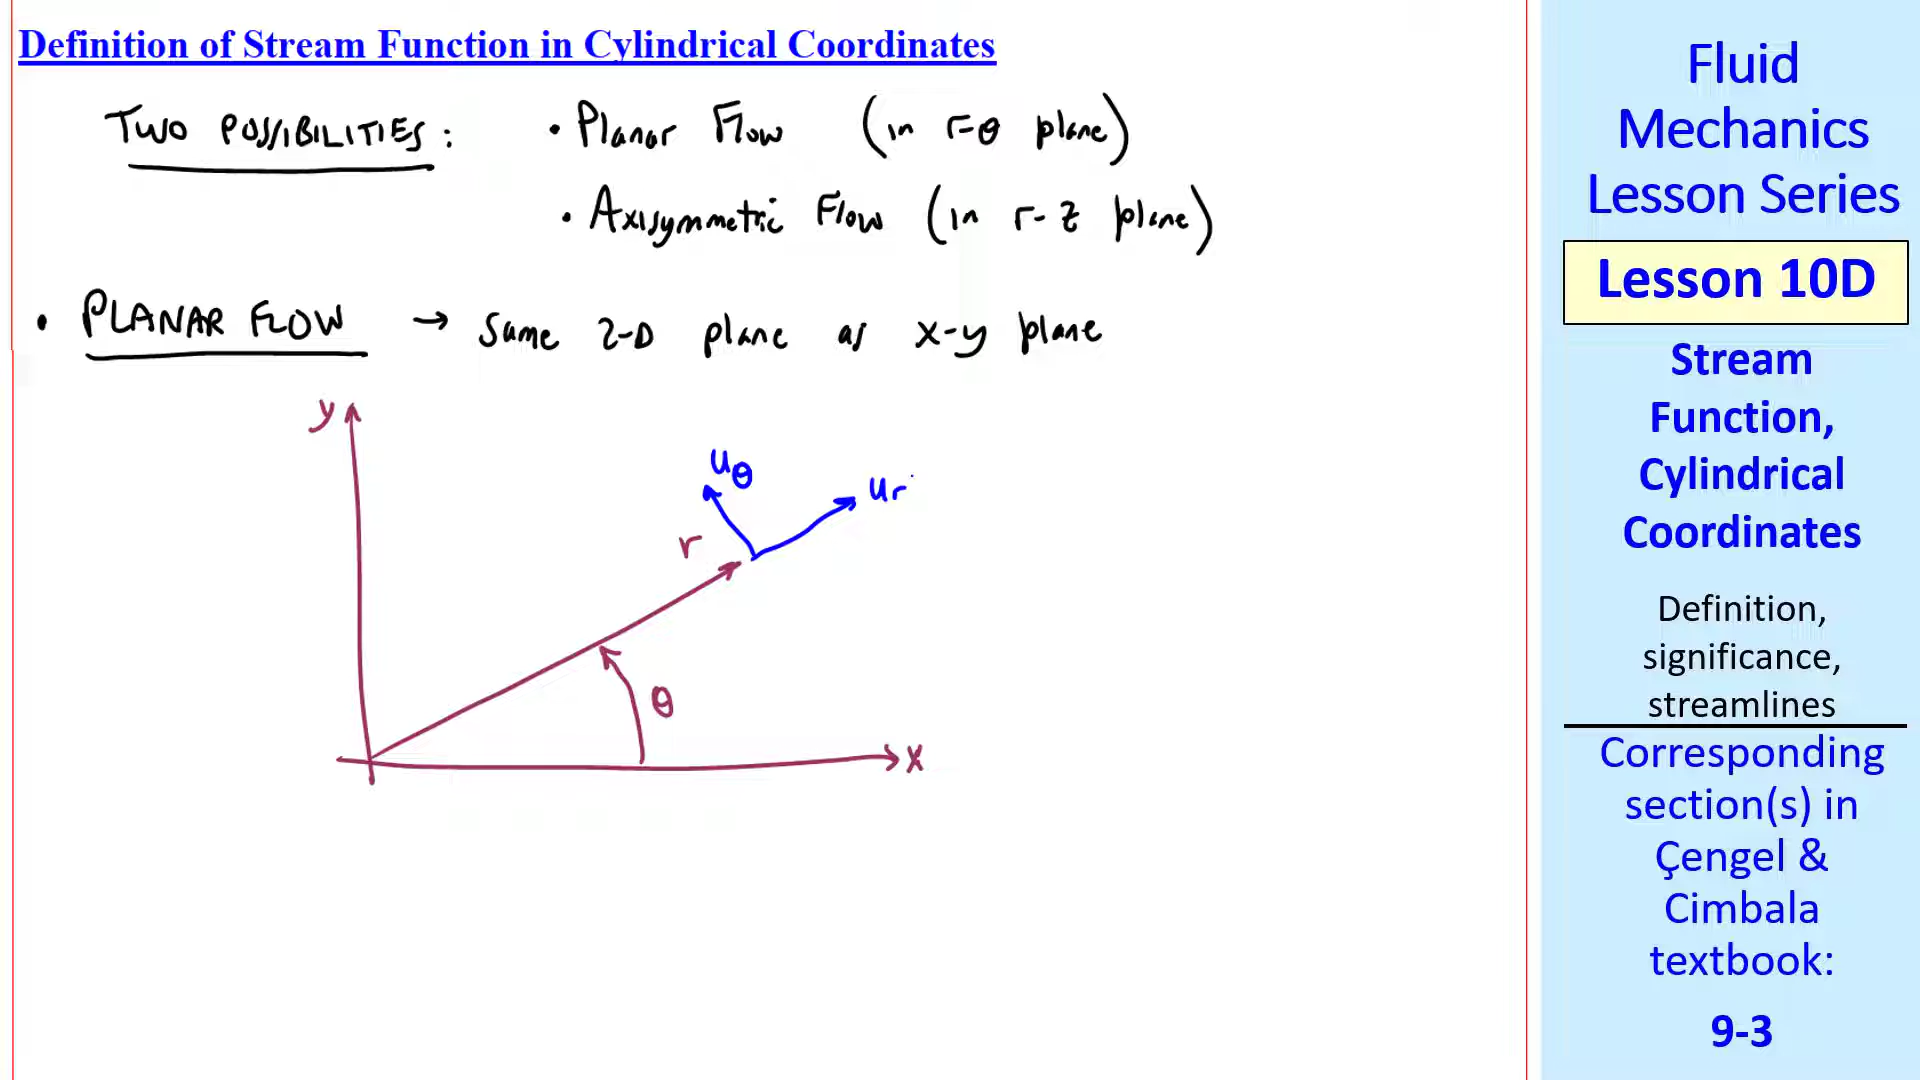 Definition of Stream Function in Cylindrical Coordinates
TWO POSSIBILITIES: • Planar Flow (in r-θ plane)
• Axisymmetric Flow (in r-z plane)
• PLANAR FLOW → Same 2-D plane as x-y plane
y
uθ
ur
r
θ
x
Fluid
Mechanics
Lesson Series
Lesson 10D
Stream
Function,
Cylindrical
Coordinates
Definition,
significance,
streamlines
Corresponding
section(s) in
Çengel &
Cimbala
textbook:
9-3